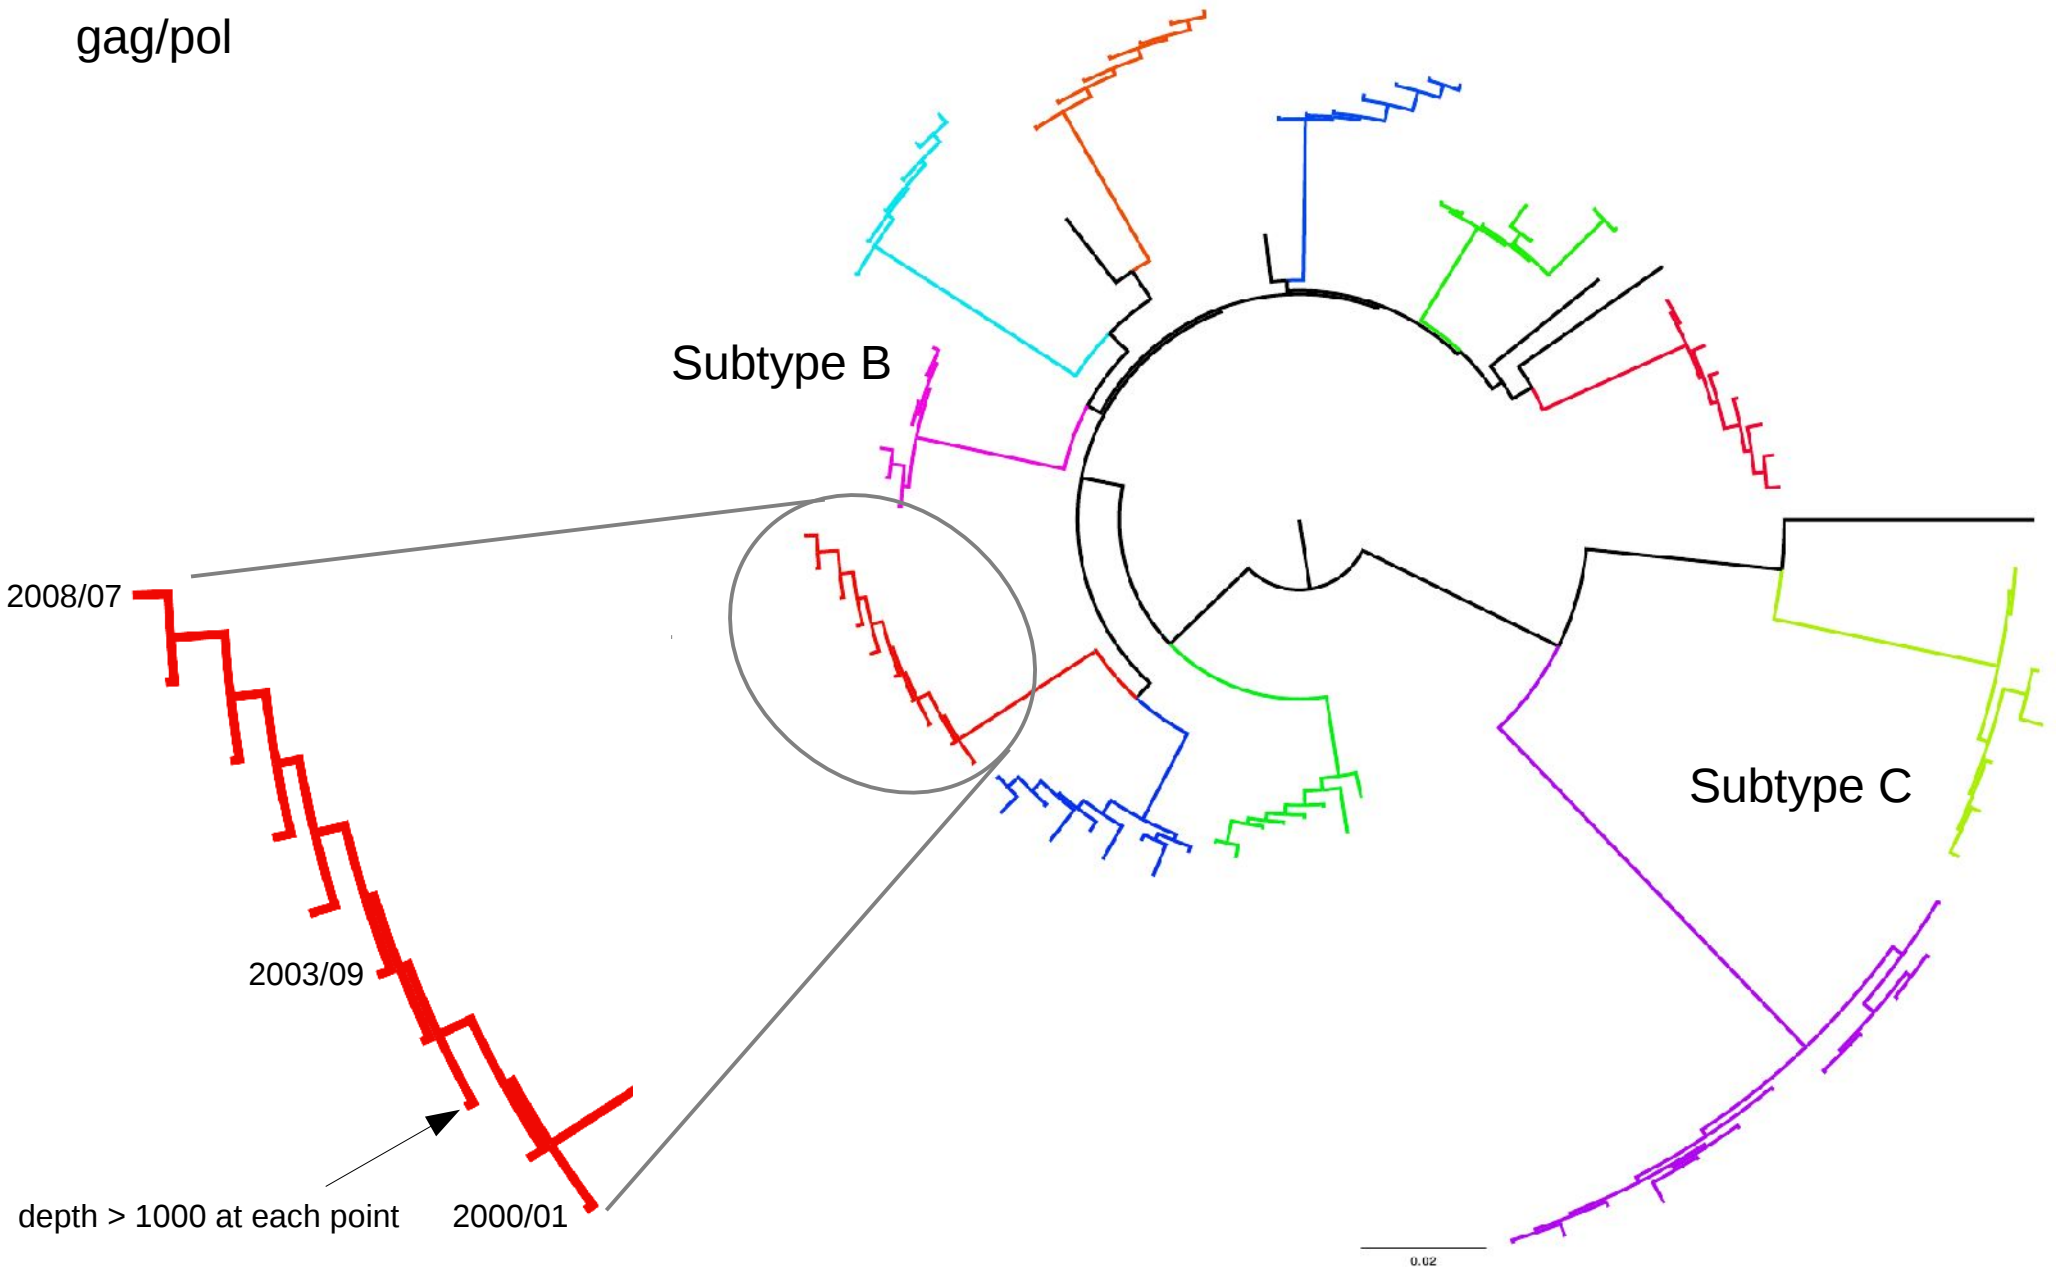 gag/pol
Subtype B
2008/07
Subtype C
2003/09
depth > 1000 at each point
2000/01
0.02